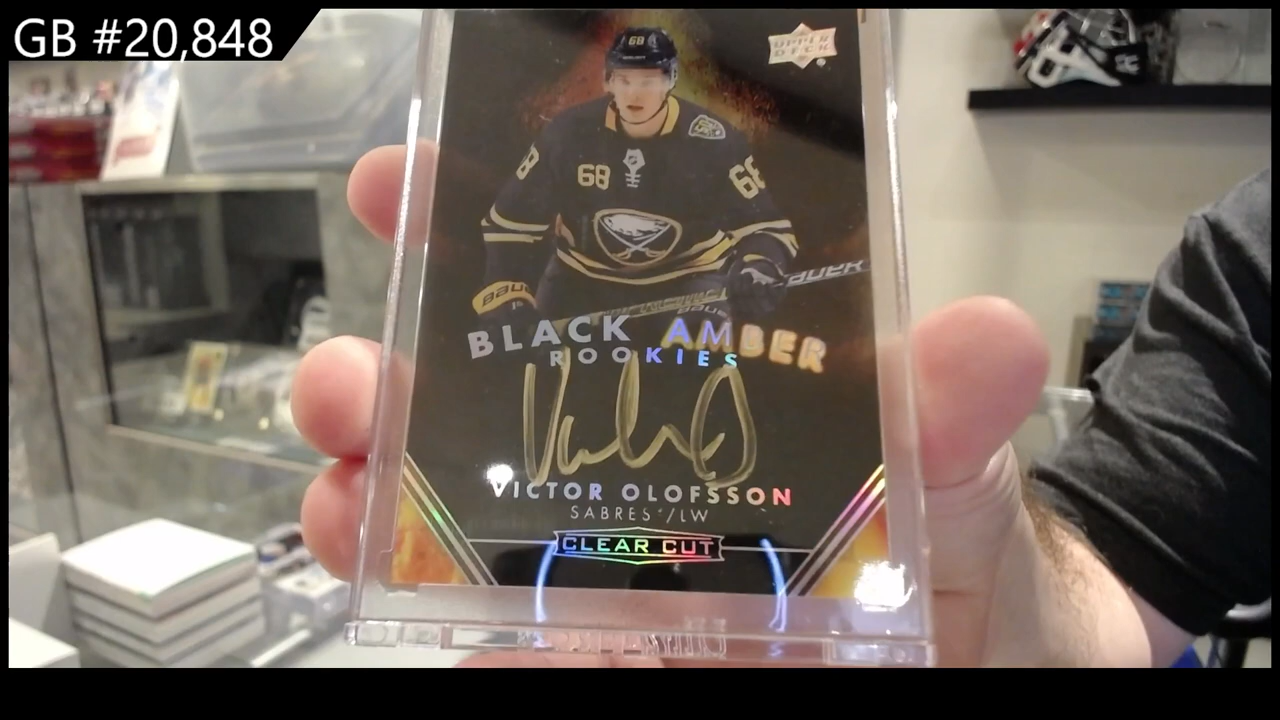 GB #20,848
UPPER
DECK
68
68
68
BAUER
BLACK AMBER
ROOKIES
VICTOR OLOFSSON
SABRES / LW
CLEAR CUT